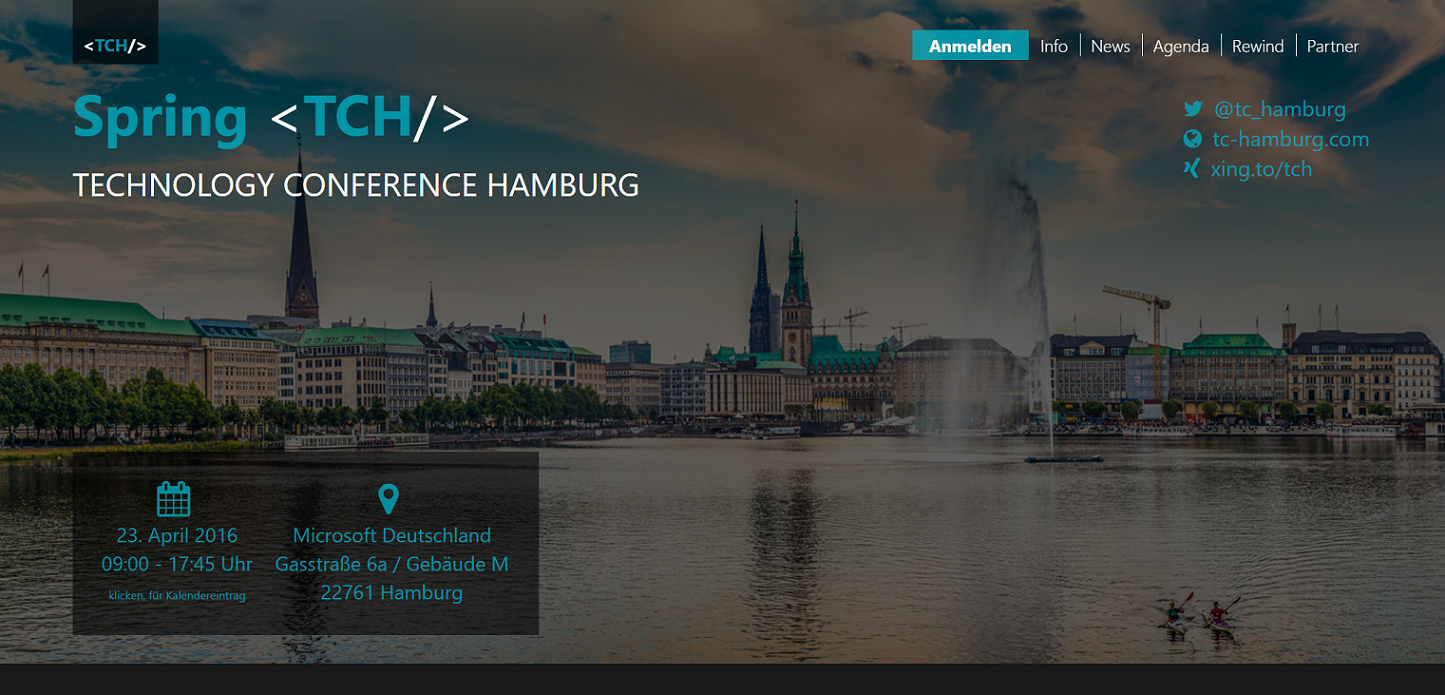 <TCH/>
Anmelden Info News Agenda Rewind Partner
Spring <TCH/>
TECHNOLOGY CONFERENCE HAMBURG
@tc_hamburg
tc-hamburg.com
xing.to/tch
23. April 2016
09:00 - 17:45 Uhr
klicken, für Kalendereintrag
Microsoft Deutschland
Gasstraße 6a / Gebäude M
22761 Hamburg